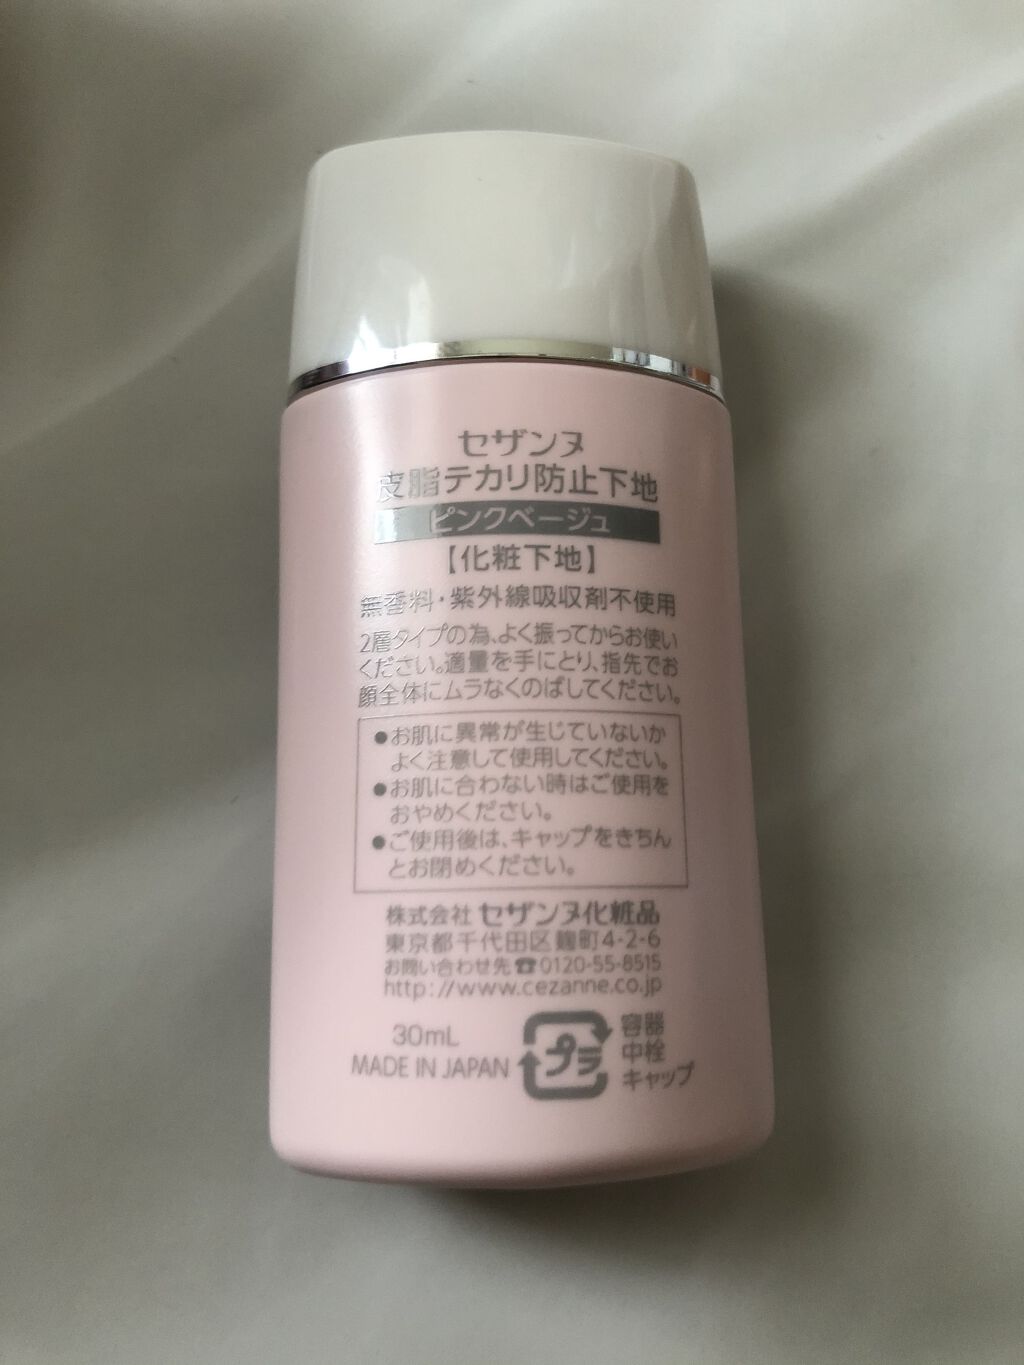 セザンヌ
皮脂テカリ防止下地
ピンクベージュ
【化粧下地】
無香料・紫外線吸収剤不使用
2層タイプの為、よく振ってからお使い
ください。適量を手にとり、指先でお
顔全体にムラなくのばしてください。
●お肌に異常が生じていないか
よく注意して使用してください。
●お肌に合わない時はご使用を
おやめください。
●ご使用後は、キャップをきちん
とお閉めください。
株式会社 セザンヌ化粧品
東京都千代田区麹町4-2-6
お問い合わせ先☎0120-55-8515
http://www.cezanne.co.jp
30mL
MADE IN JAPAN
プラ
容器
中栓
キャップ